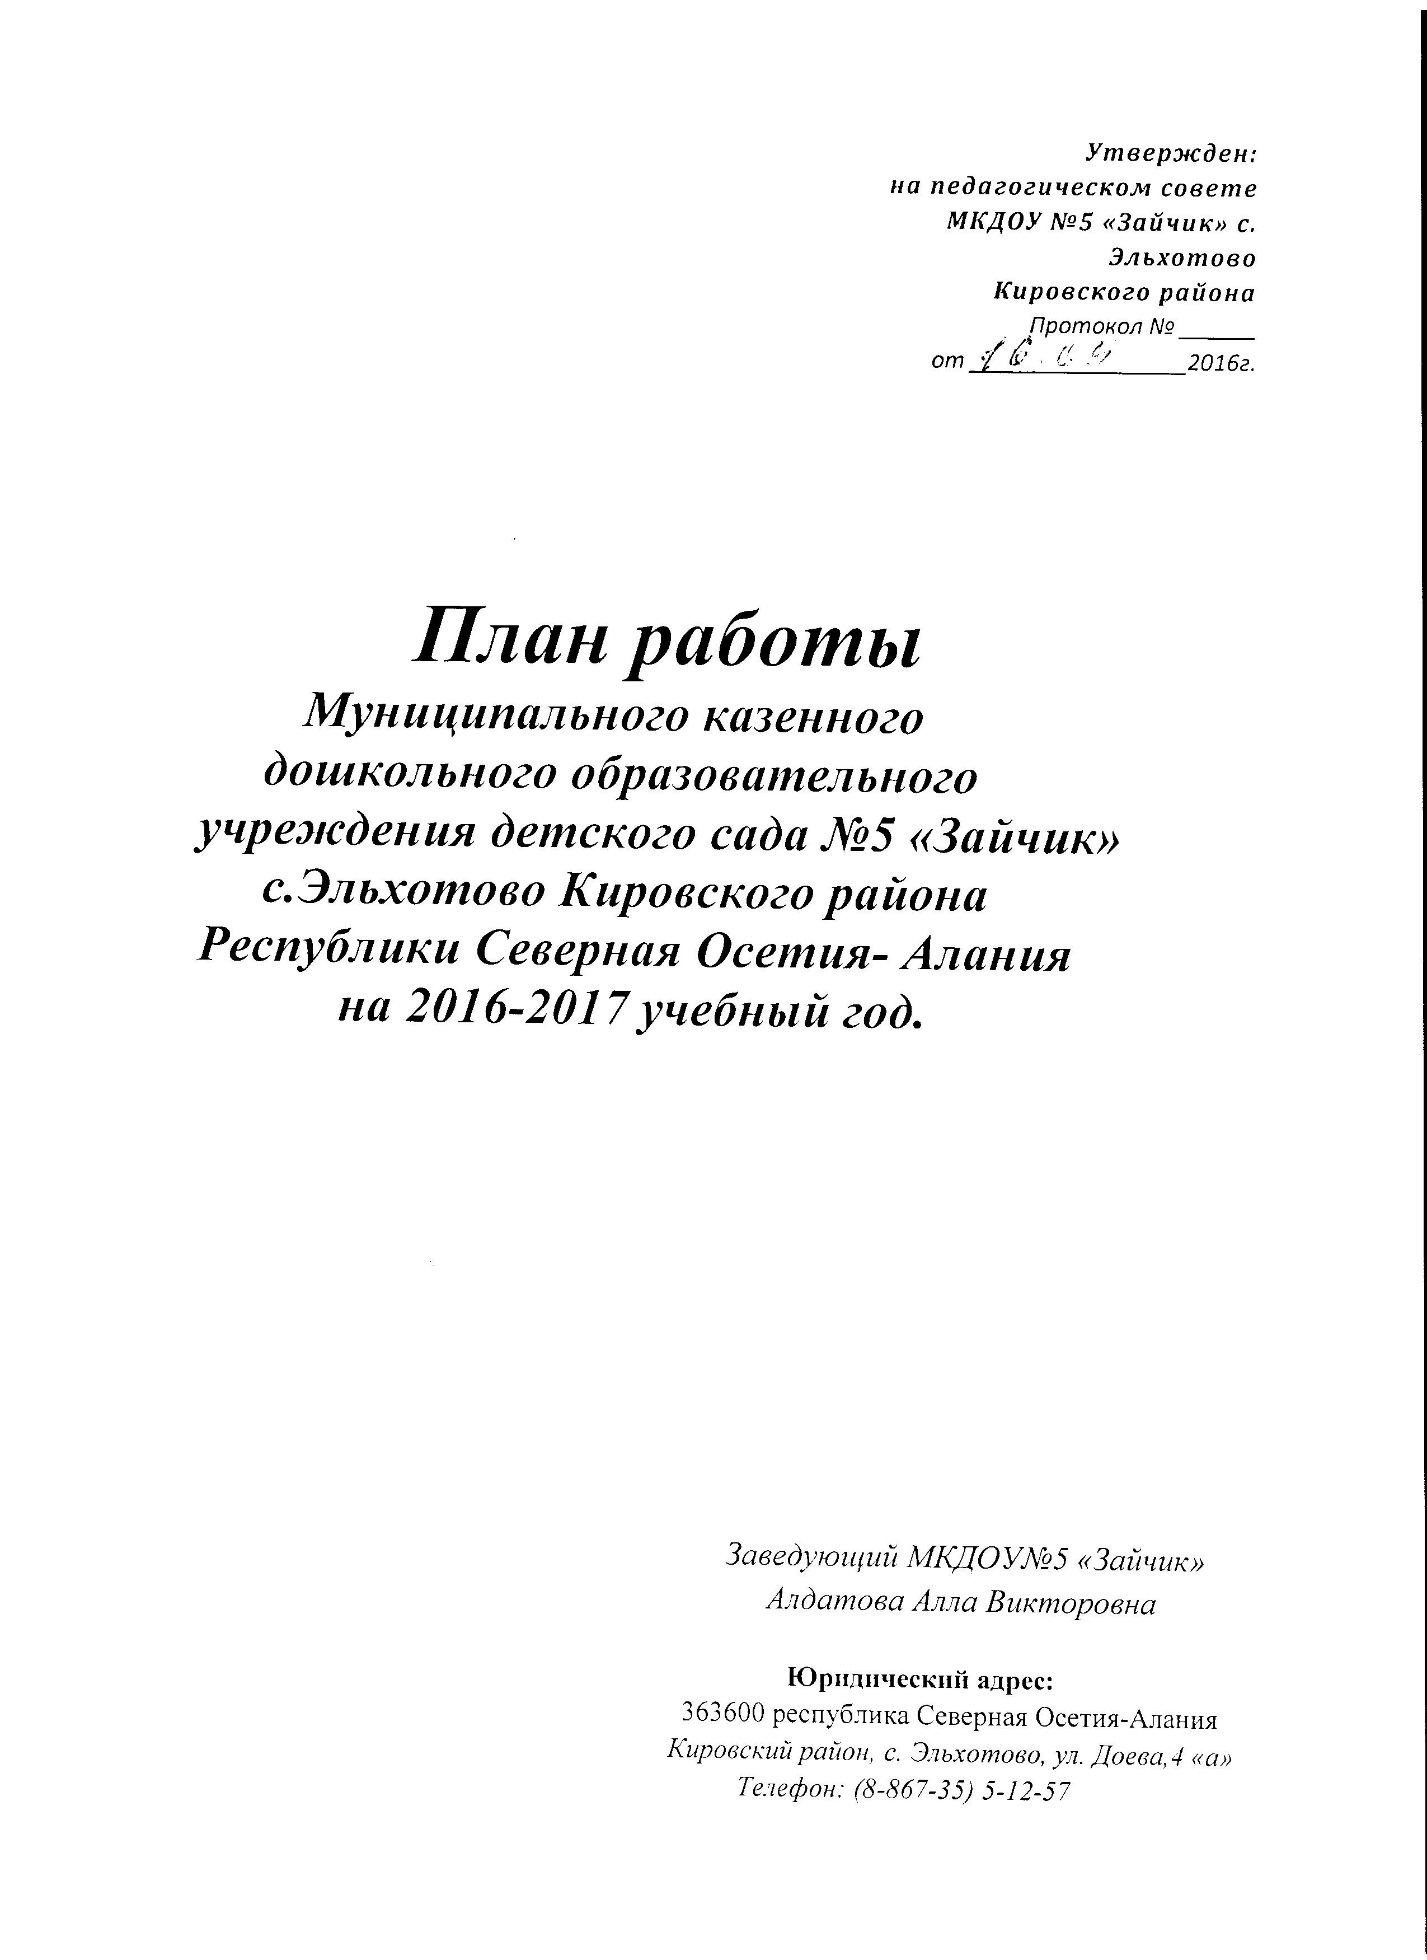 Утвержден:
на педагогическом совете
МКДОУ №5 «Зайчик» с.
Эльхотово
Кировского района
Протокол № ______
от 16.09 2016г.
План работы
Муниципального казенного
дошкольного образовательного
учреждения детского сада №5 «Зайчик»
с.Эльхотово Кировского района
Республики Северная Осетия- Алания
на 2016-2017 учебный год.
Заведующий МКДОУ№5 «Зайчик»
Алдатова Алла Викторовна
Юридический адрес:
363600 республика Северная Осетия-Алания
Кировский район, с. Эльхотово, ул. Доева,4 «а»
Телефон: (8-867-35) 5-12-57